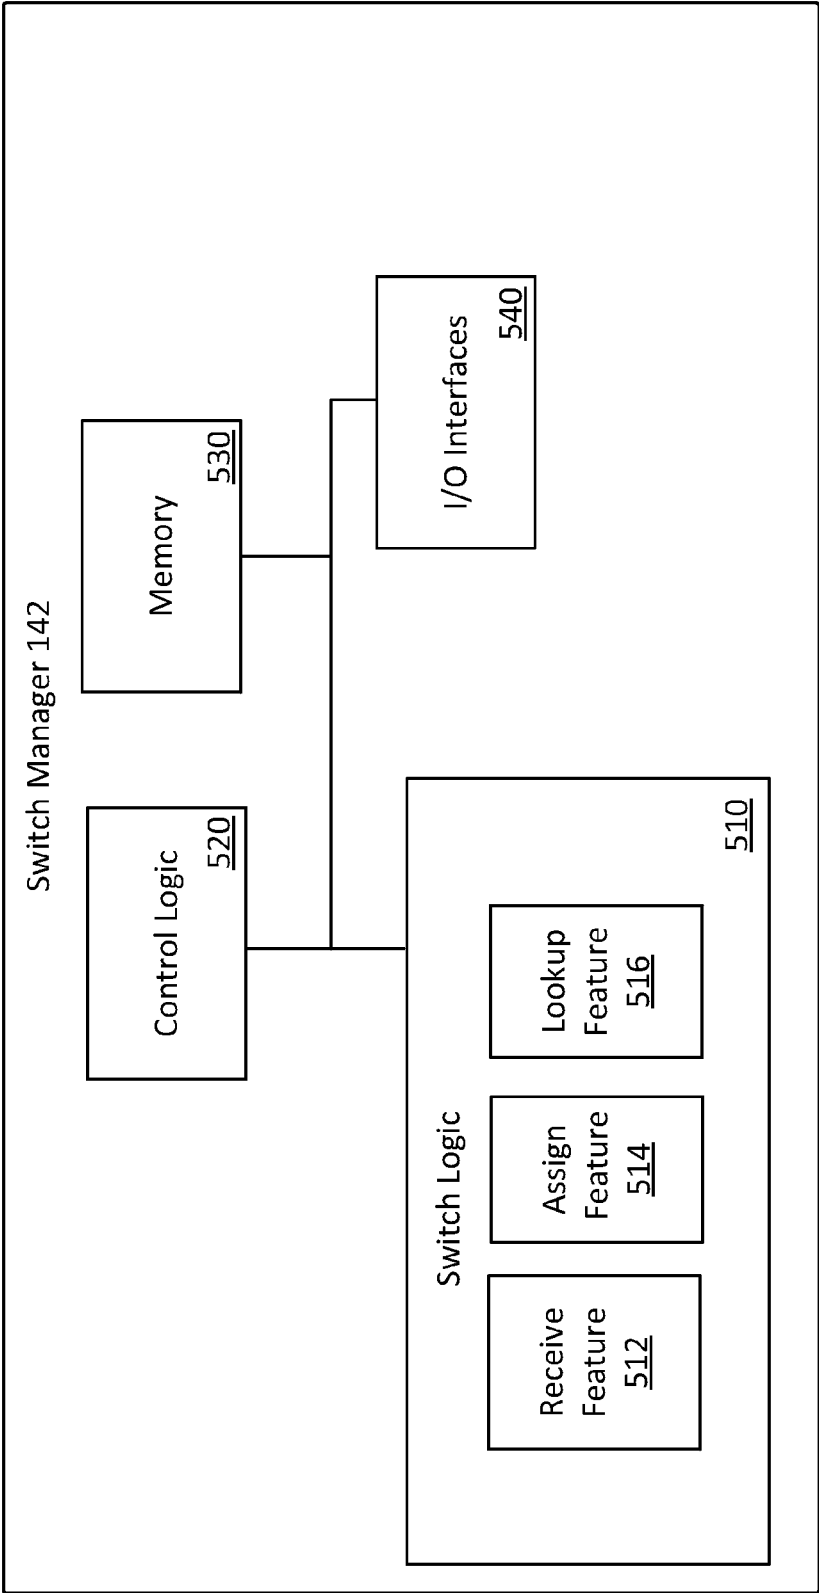 Switch Manager 142
Control Logic
520
Memory
530
Switch Logic
Receive
Feature
512
Assign
Feature
514
Lookup
Feature
516
510
I/O Interfaces
540